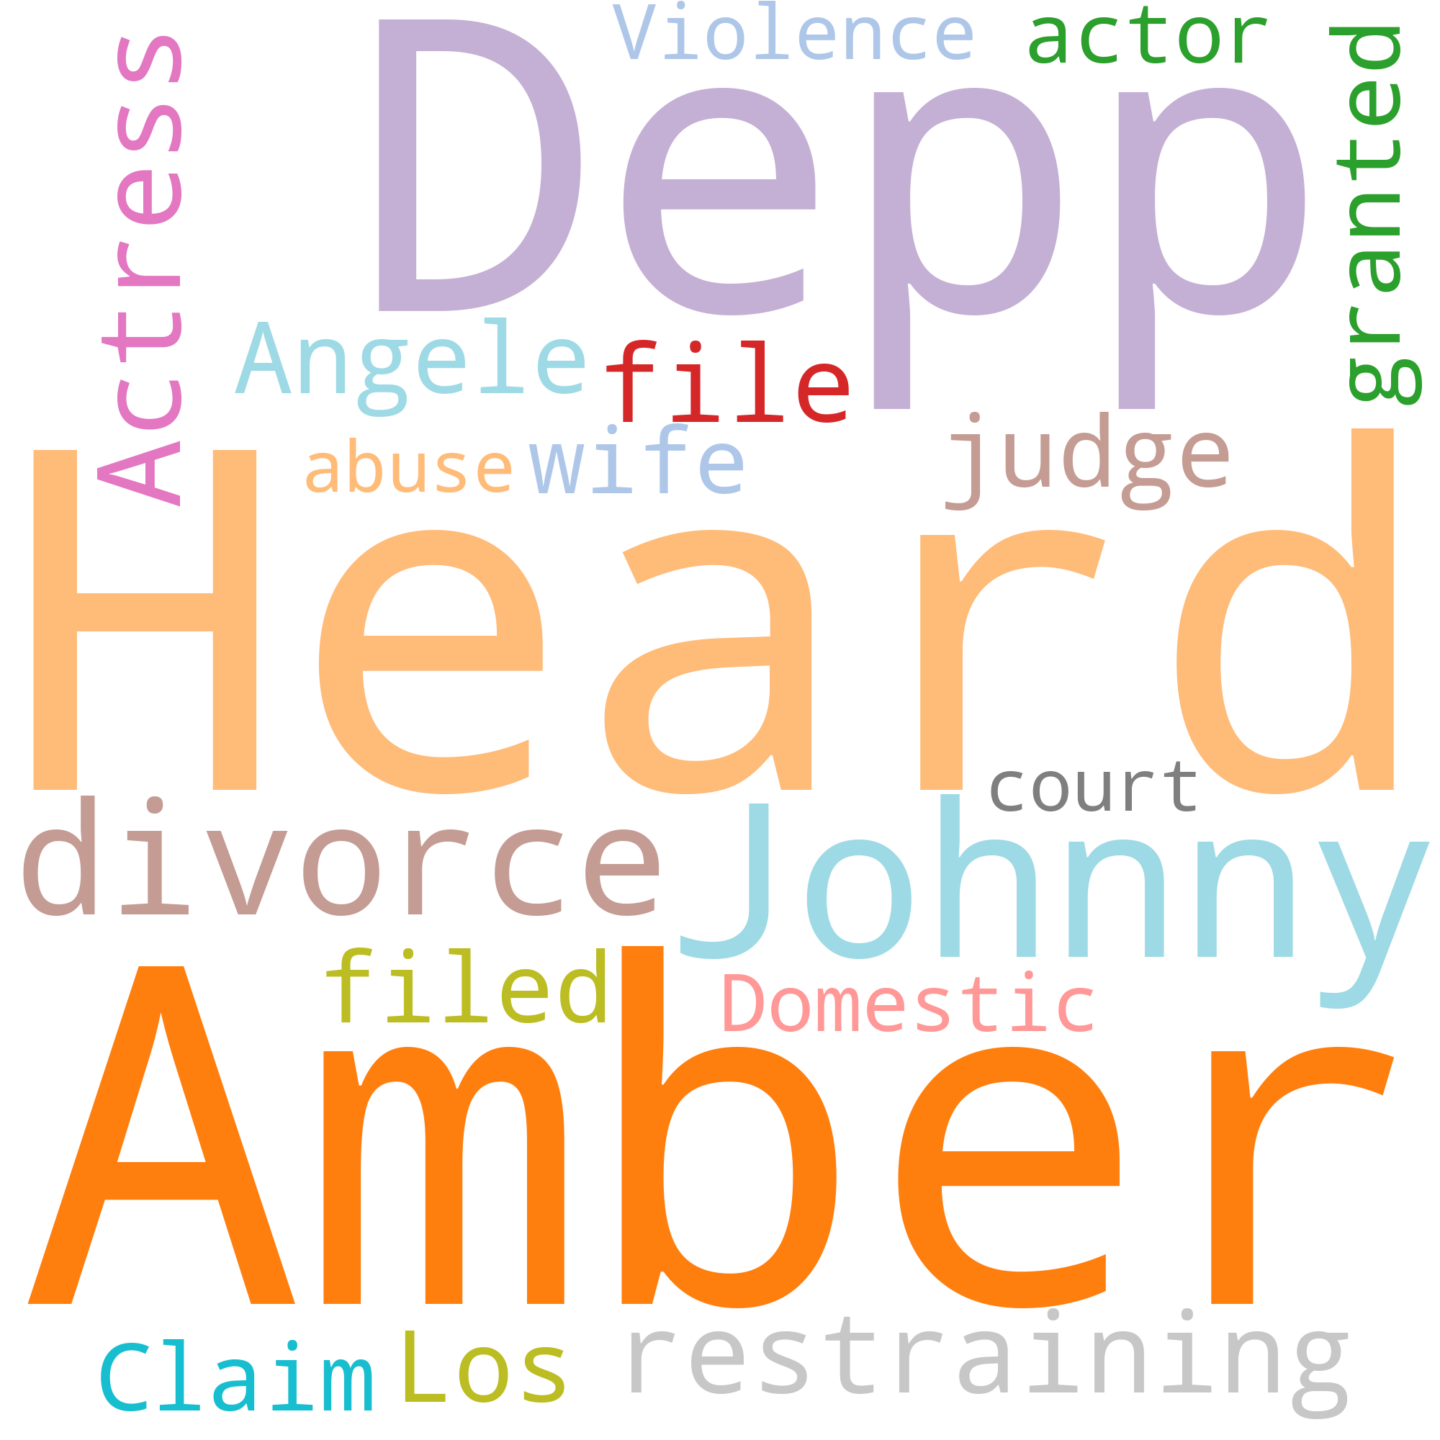 Violence
actor
Actress
Depp
granted
Angele
file
abuse
wife
judge
Heard
court
divorce
Johnny
filed
Domestic
Amber
Claim
Los
restraining